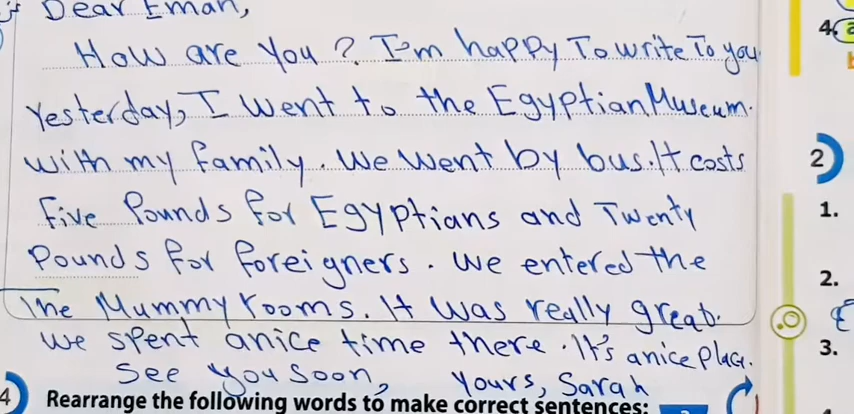 Dear Eman,
How are you? I'm happy To write To you.
Yesterday, I went to the Egyptian Museum.
with my family. We went by bus. It costs
five Pounds for Egyptians and Twenty
Pounds for foreigners. We entered the
The Mummy rooms. It was really great.
we spent anice time there. It's anice place.
See you soon,
yours, Sarah
4 Rearrange the following words to make correct sentences:
4.
2
1.
2.
3.